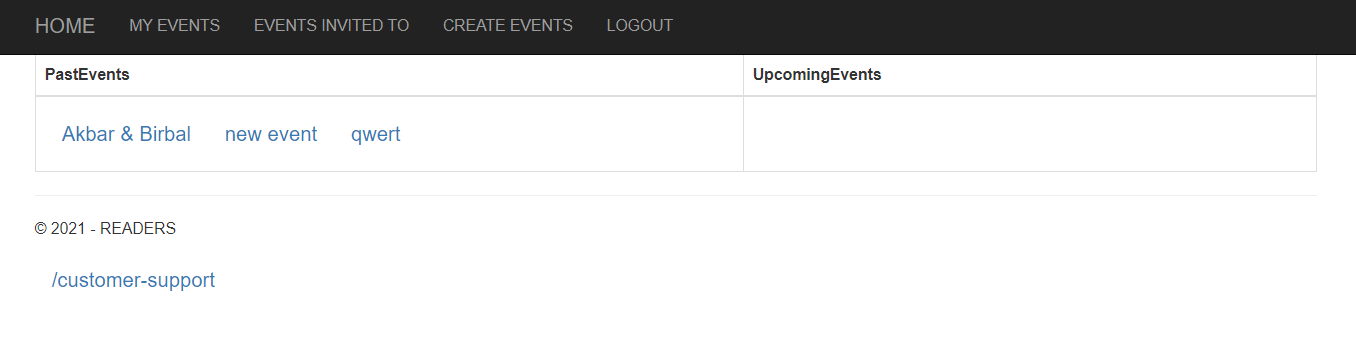 HOME MY EVENTS EVENTS INVITED TO CREATE EVENTS LOGOUT
PastEvents UpcomingEvents
Akbar & Birbal new event qwert
© 2021 - READERS
/customer-support